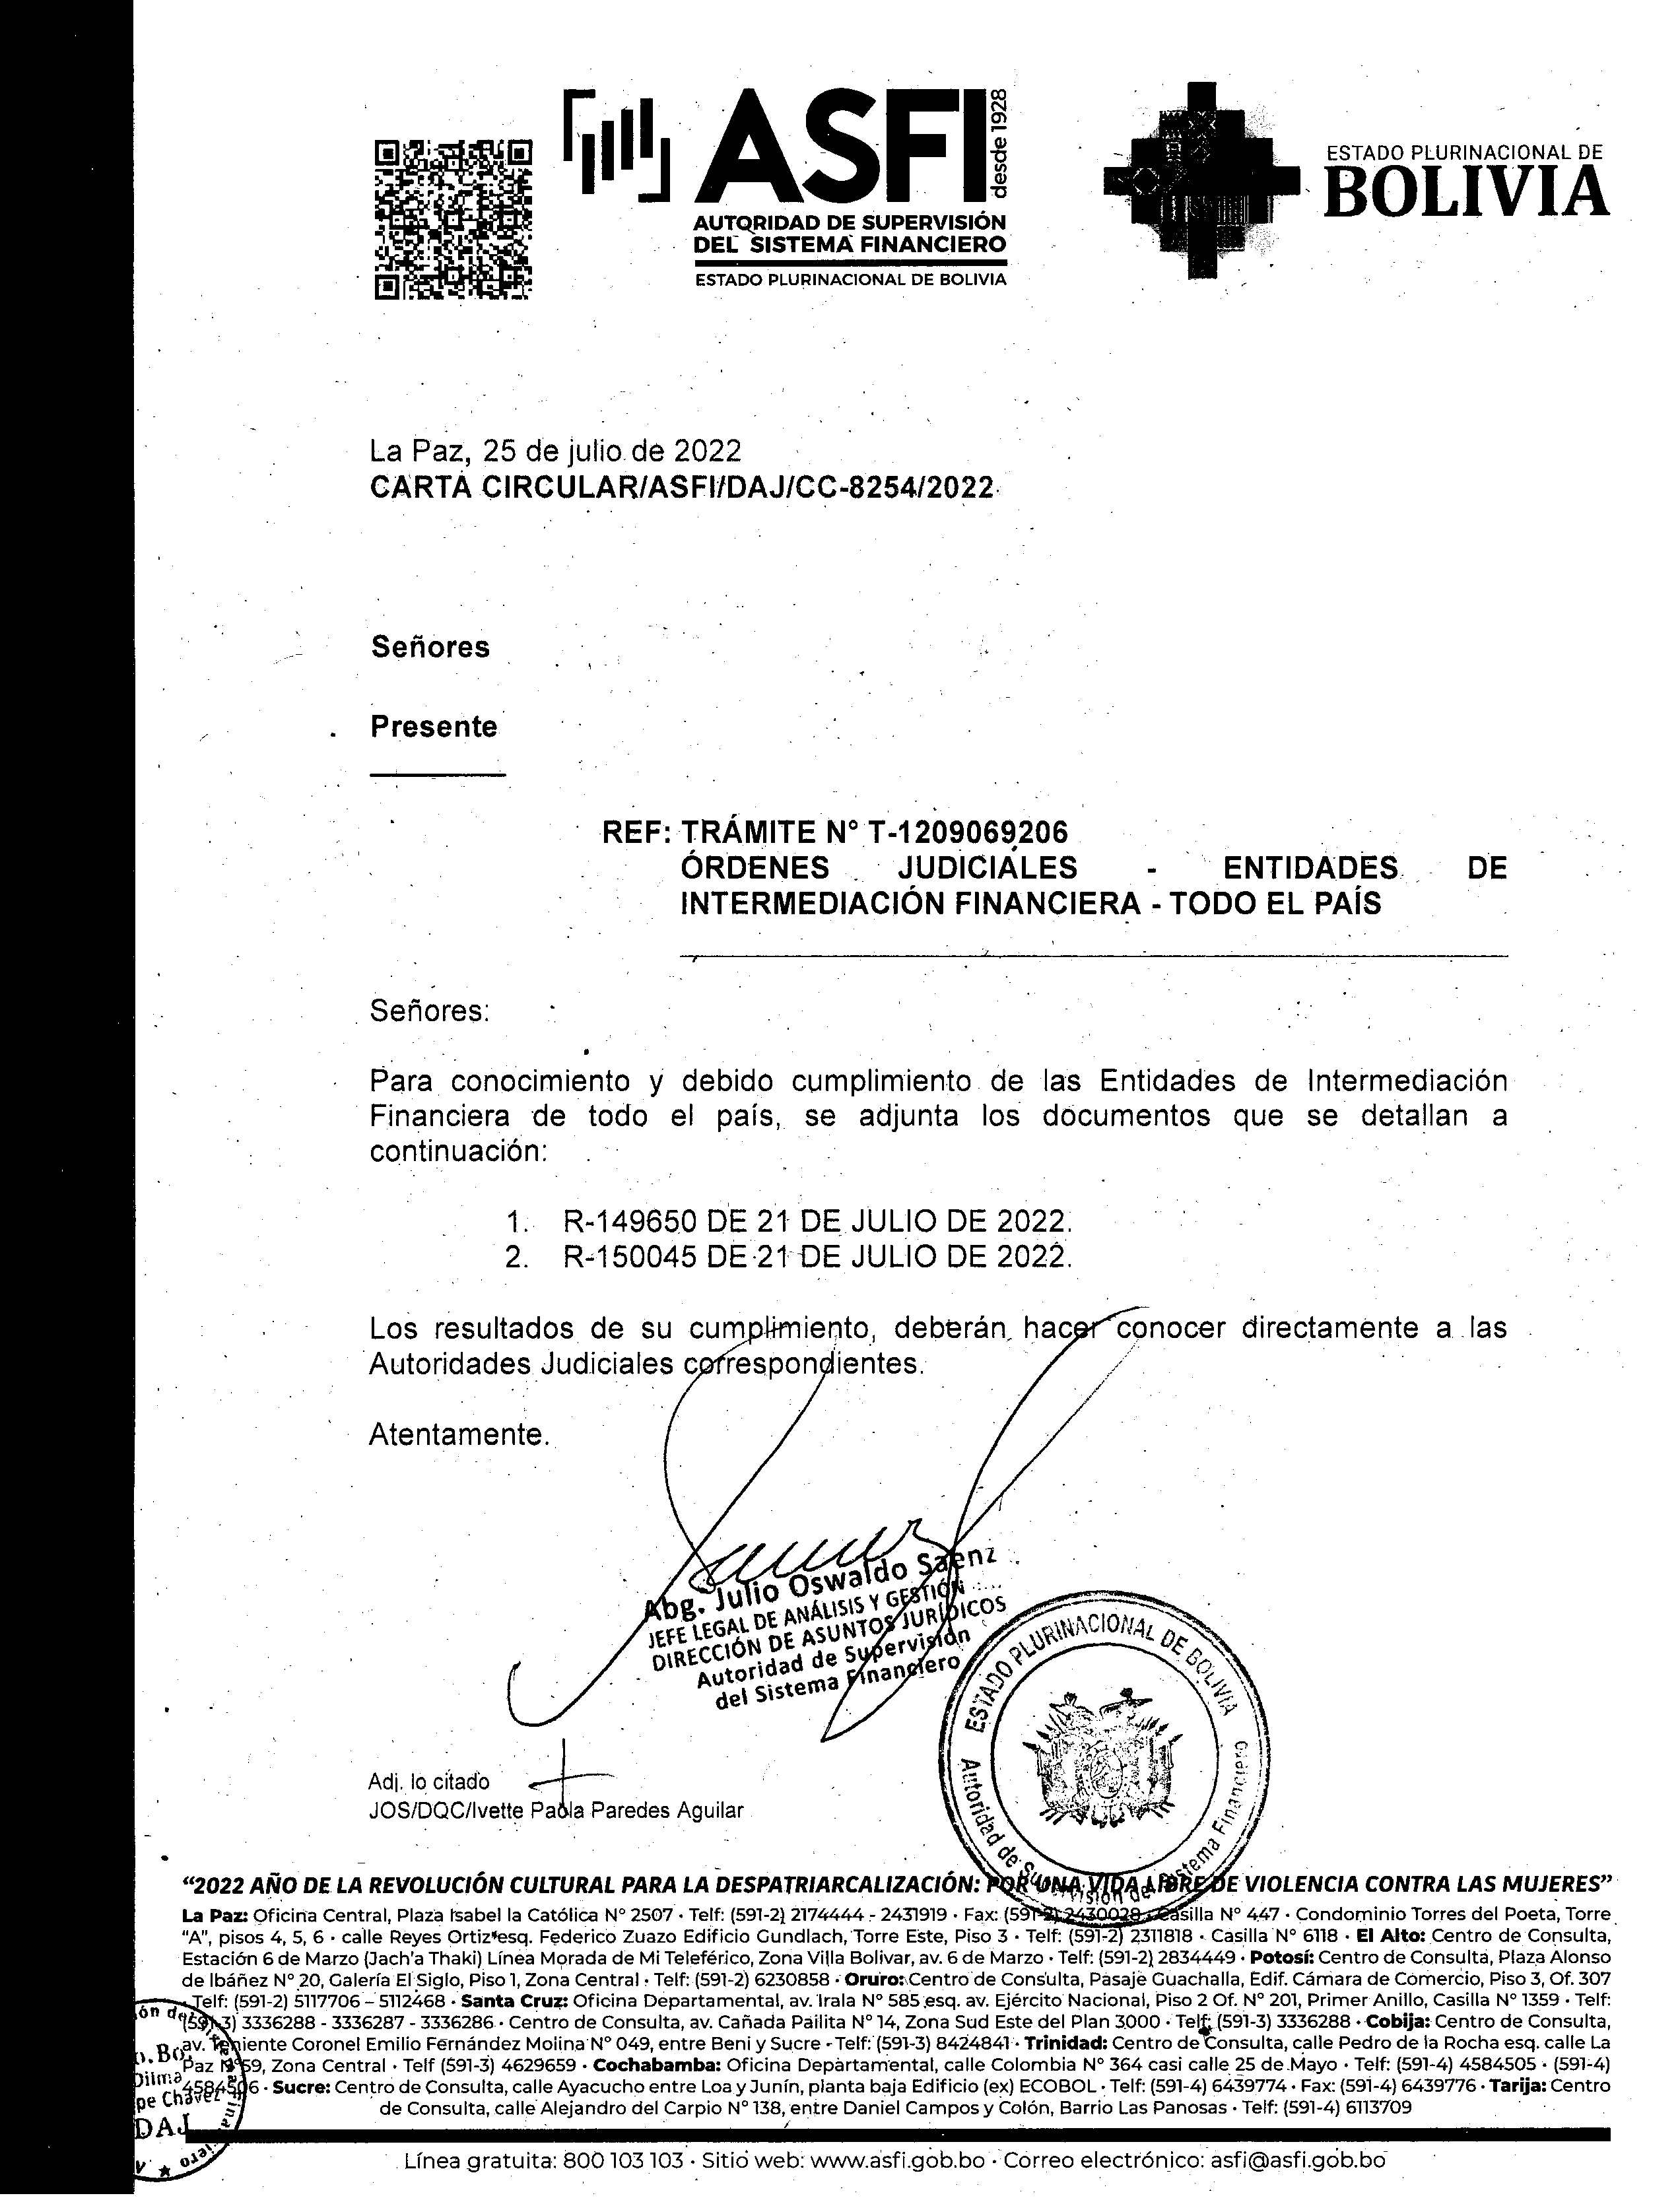 ASFI desde 1928
AUTORIDAD DE SUPERVISIÓN
DEL SISTEMA FINANCIERO
ESTADO PLURINACIONAL DE BOLIVIA
ESTADO PLURINACIONAL DE
BOLIVIA
La Paz, 25 de julio de 2022
CARTA CIRCULAR/ASFI/DAJ/CC-8254/2022
Señores
Presente
REF: TRÁMITE N° T-1209069206
ÓRDENES JUDICIALES - ENTIDADES DE
INTERMEDIACIÓN FINANCIERA - TODO EL PAÍS
Señores:
Para conocimiento y debido cumplimiento de las Entidades de Intermediación
Financiera de todo el país, se adjunta los documentos que se detallan a
continuación:
1. R-149650 DE 21 DE JULIO DE 2022.
2. R-150045 DE 21 DE JULIO DE 2022.
Los resultados de su cumplimiento, deberán hacer conocer directamente a las
Autoridades Judiciales correspondientes.
Atentamente.
Abg. Julio Oswaldo Saenz
JEFE LEGAL DE ANÁLISIS Y GESTIÓN
DIRECCIÓN DE ASUNTOS JURÍDICOS
Autoridad de Supervisión
del Sistema Financiero
ESTADO PLURINACIONAL DE BOLIVIA
Autoridad de Supervisión del Sistema Financiero
Adj. lo citado
JOS/DQC/Ivette Paola Paredes Aguilar
“2022 AÑO DE LA REVOLUCIÓN CULTURAL PARA LA DESPATRIARCALIZACIÓN: POR UNA VIDA LIBRE DE VIOLENCIA CONTRA LAS MUJERES”
La Paz: Oficina Central, Plaza Isabel la Católica N° 2507 · Telf: (591-2) 2174444 - 2431919 · Fax: (591-2) 2430028 · Casilla N° 447 · Condominio Torres del Poeta, Torre
“A”, pisos 4, 5, 6 · calle Reyes Ortiz esq. Federico Zuazo Edificio Gundlach, Torre Este, Piso 3 · Telf: (591-2) 2311818 · Casilla N° 6118 · El Alto: Centro de Consulta,
Estación 6 de Marzo (Jach'a Thaki) Línea Morada de Mi Teleférico, Zona Villa Bolivar, av. 6 de Marzo · Telf: (591-2) 2834449 · Potosí: Centro de Consulta, Plaza Alonso
de Ibáñez N° 20, Galería El Siglo, Piso 1, Zona Central · Telf: (591-2) 6230858 · Oruro: Centro de Consulta, Pasaje Guachalla, Edif. Cámara de Comercio, Piso 3, Of. 307
Telf: (591-2) 5117706 – 5112468 · Santa Cruz: Oficina Departamental, av. Irala N° 585 esq. av. Ejército Nacional, Piso 2 Of. N° 201, Primer Anillo, Casilla N° 1359 · Telf:
(591-3) 3336288 - 3336287 - 3336286 · Centro de Consulta, av. Cañada Pailita N° 14, Zona Sud Este del Plan 3000 · Telf: (591-3) 3336288 · Cobija: Centro de Consulta,
av. Teniente Coronel Emilio Fernández Molina N° 049, entre Beni y Sucre · Telf: (591-3) 8424841 · Trinidad: Centro de Consulta, calle Pedro de la Rocha esq. calle La
Paz N° 59, Zona Central · Telf (591-3) 4629659 · Cochabamba: Oficina Departamental, calle Colombia N° 364 casi calle 25 de Mayo · Telf: (591-4) 4584505 · (591-4)
4584506 · Sucre: Centro de Consulta, calle Ayacucho entre Loa y Junín, planta baja Edificio (ex) ECOBOL · Telf: (591-4) 6439774 · Fax: (591-4) 6439776 · Tarija: Centro
de Consulta, calle Alejandro del Carpio N° 138, entre Daniel Campos y Colón, Barrio Las Panosas · Telf: (591-4) 6113709
DAJ
Línea gratuita: 800 103 103 · Sitio web: www.asfi.gob.bo · Correo electrónico: asfi@asfi.gob.bo